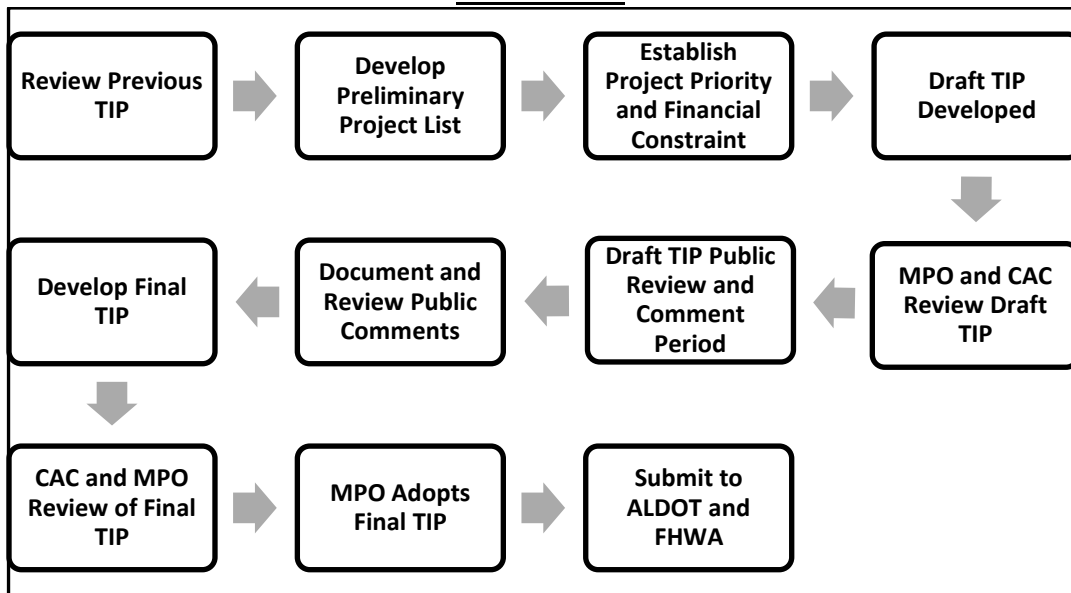 Review Previous
TIP
Develop
Preliminary
Project List
Establish
Project Priority
and Financial
Constraint
Draft TIP
Developed
MPO and CAC
Review Draft
TIP
Draft TIP Public
Review and
Comment
Period
Document and
Review Public
Comments
Develop Final
TIP
CAC and MPO
Review of Final
TIP
MPO Adopts
Final TIP
Submit to
ALDOT and
FHWA